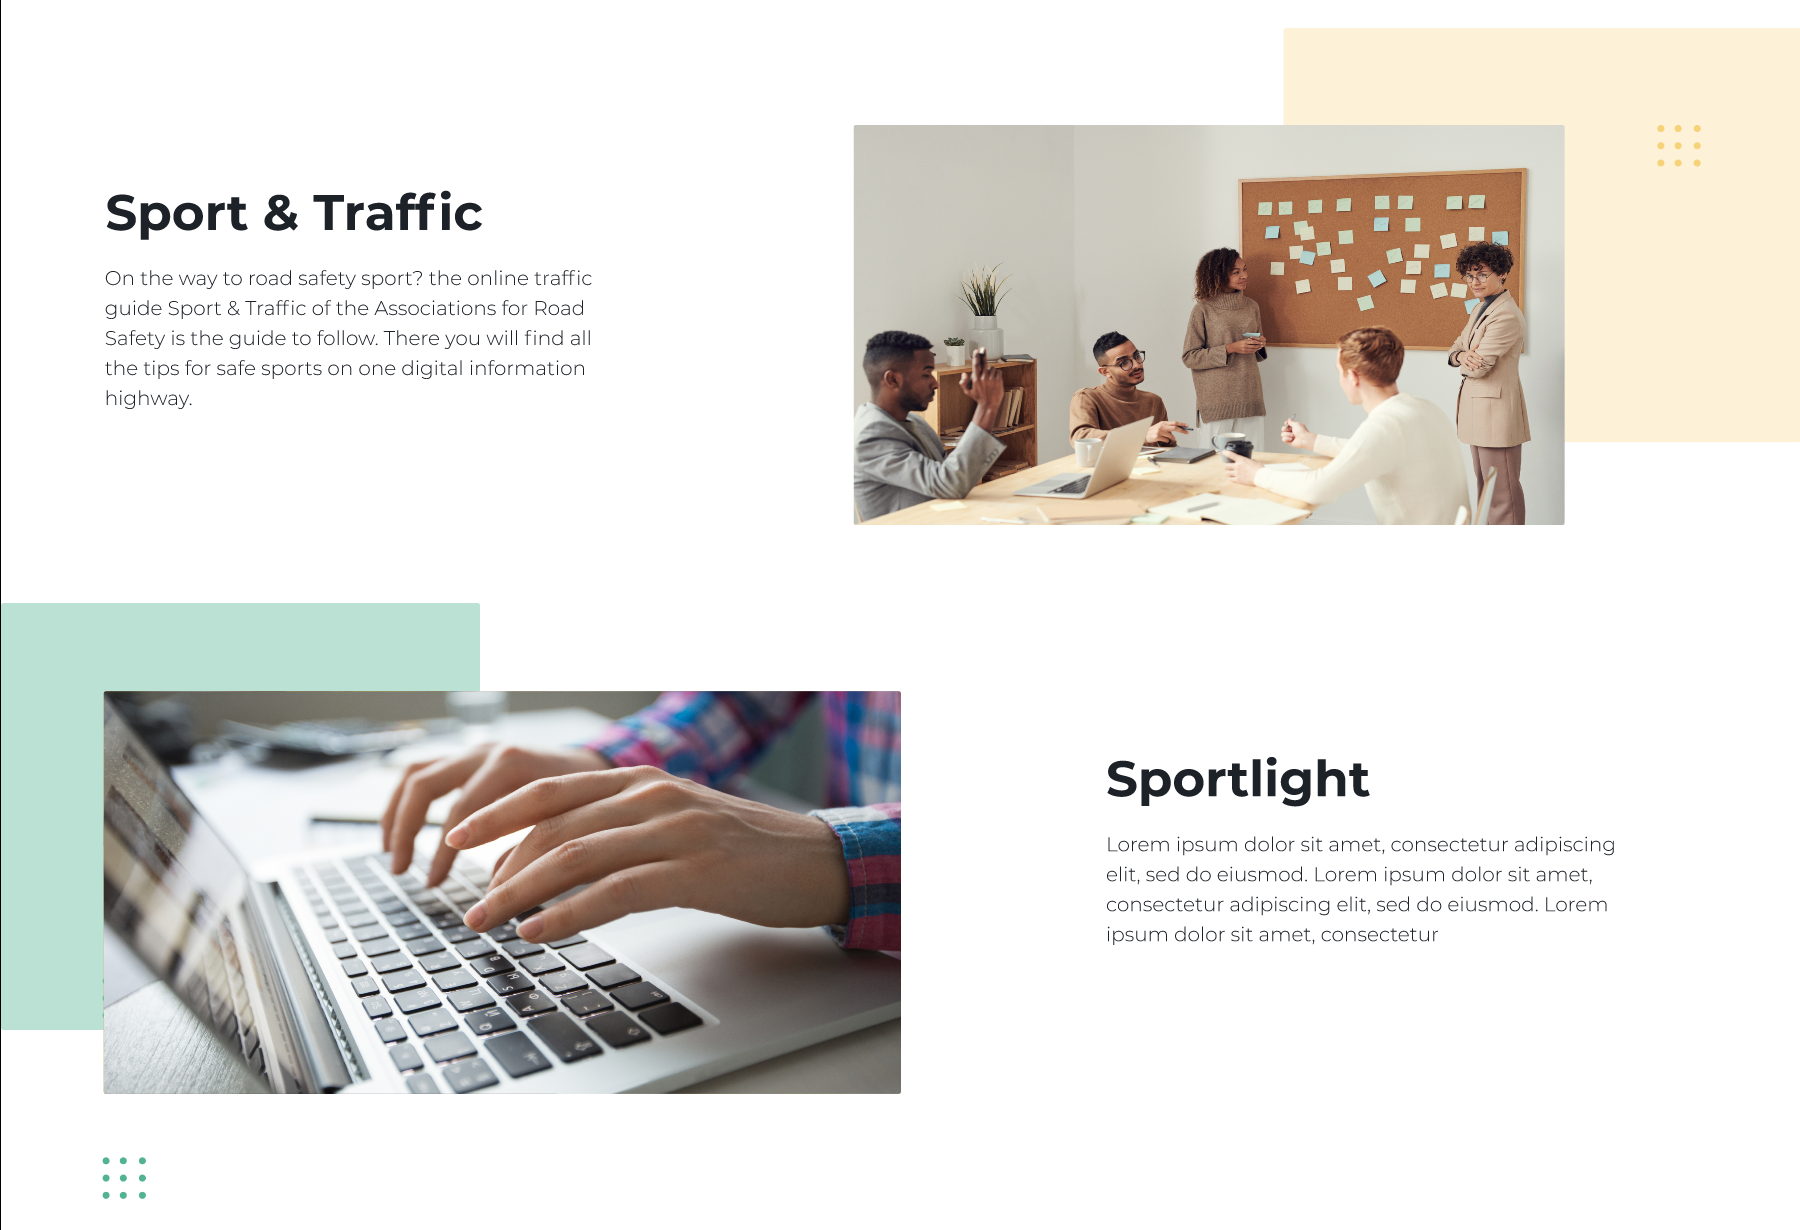 Sport & Traffic
On the way to road safety sport? the online traffic
guide Sport & Traffic of the Associations for Road
Safety is the guide to follow. There you will find all
the tips for safe sports on one digital information
highway.
Sportlight
Lorem ipsum dolor sit amet, consectetur adipiscing
elit, sed do eiusmod. Lorem ipsum dolor sit amet,
consectetur adipiscing elit, sed do eiusmod. Lorem
ipsum dolor sit amet, consectetur